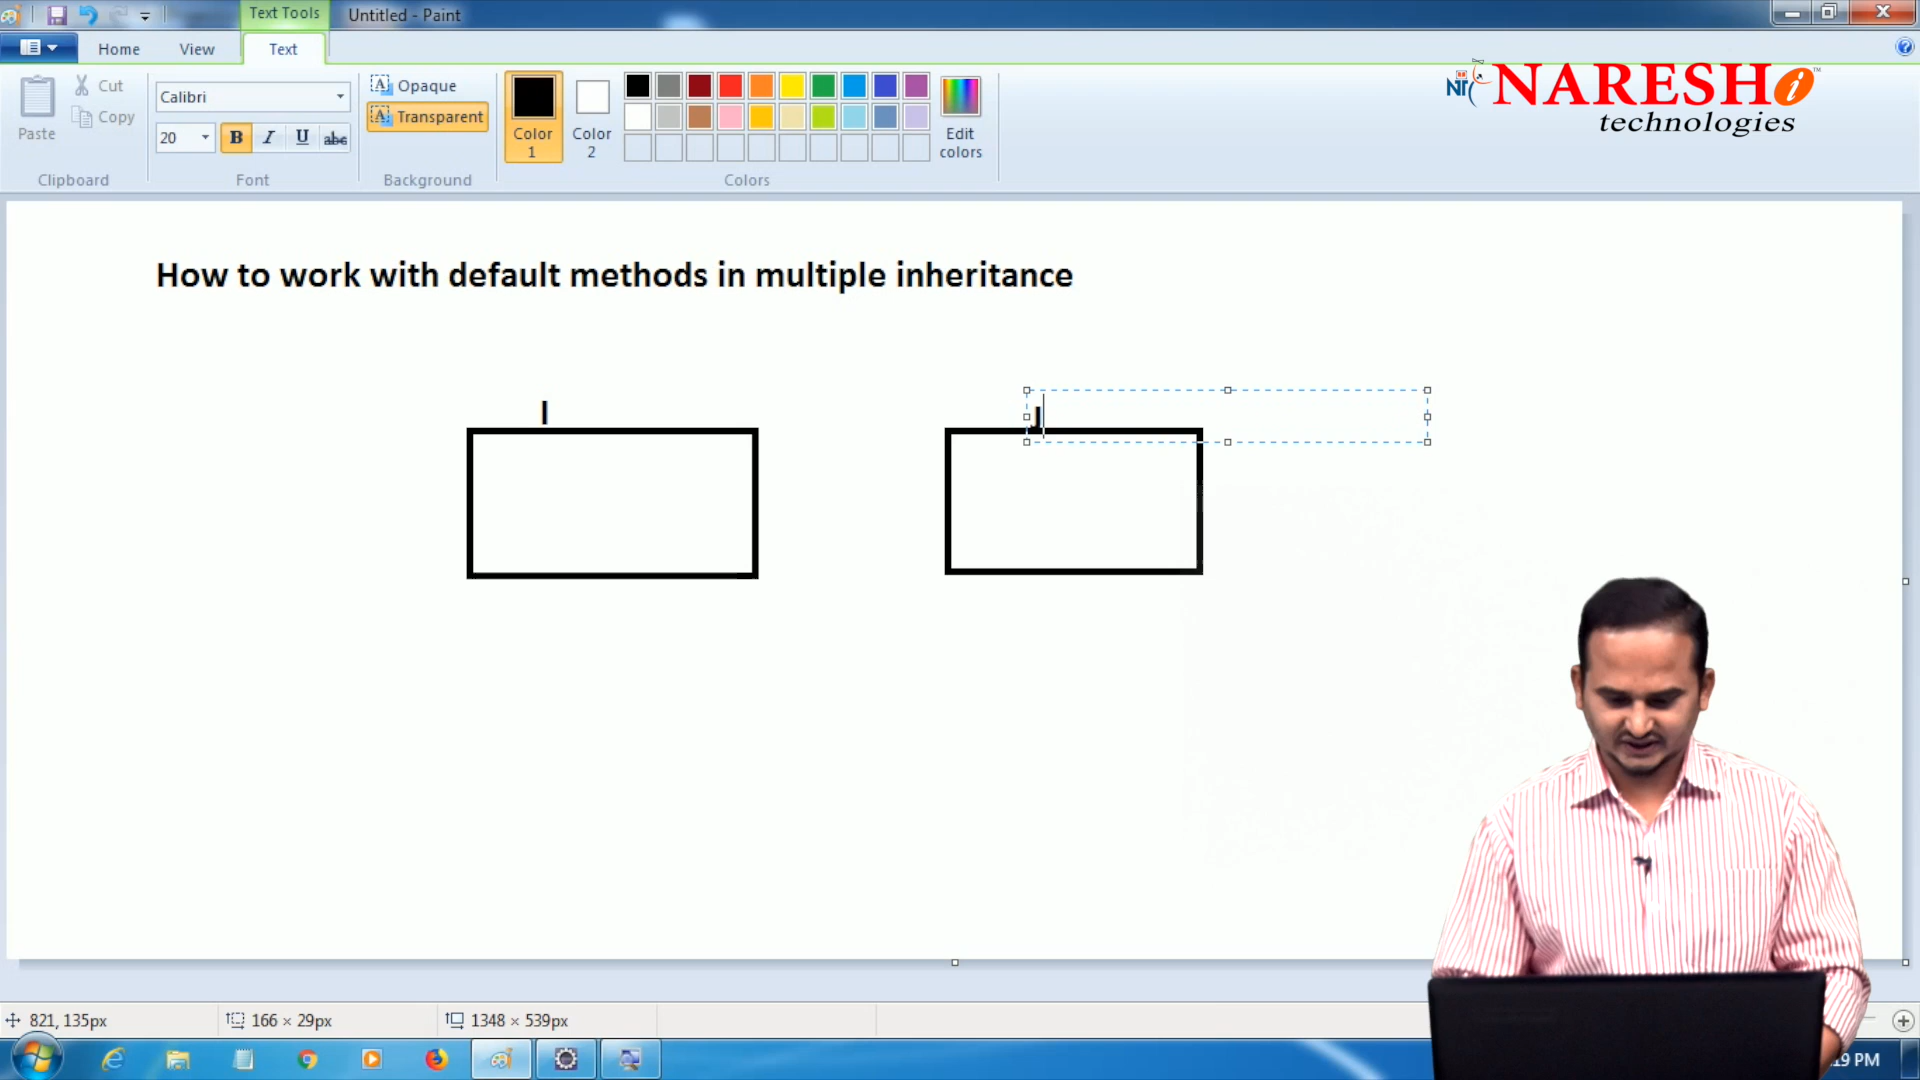 Text Tools
Untitled - Paint
Home
View
Text
Cut
Copy
Paste
Clipboard
Calibri
20
B I U abc
Font
Opaque
Transparent
Background
Color 1
Color 2
Edit colors
Colors
NARESH i
technologies
How to work with default methods in multiple inheritance
I
J
821, 135px
166 × 29px
1348 × 539px
19 PM